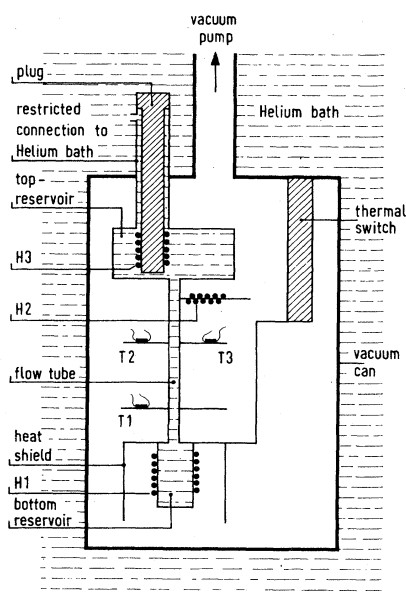 vacuum
pump
plug
restricted
connection to
Helium bath
Helium bath
top-
reservoir
thermal
switch
H3
H2
T2
T3
flow tube
vacuum
can
T1
heat
shield
H1
bottom
reservoir